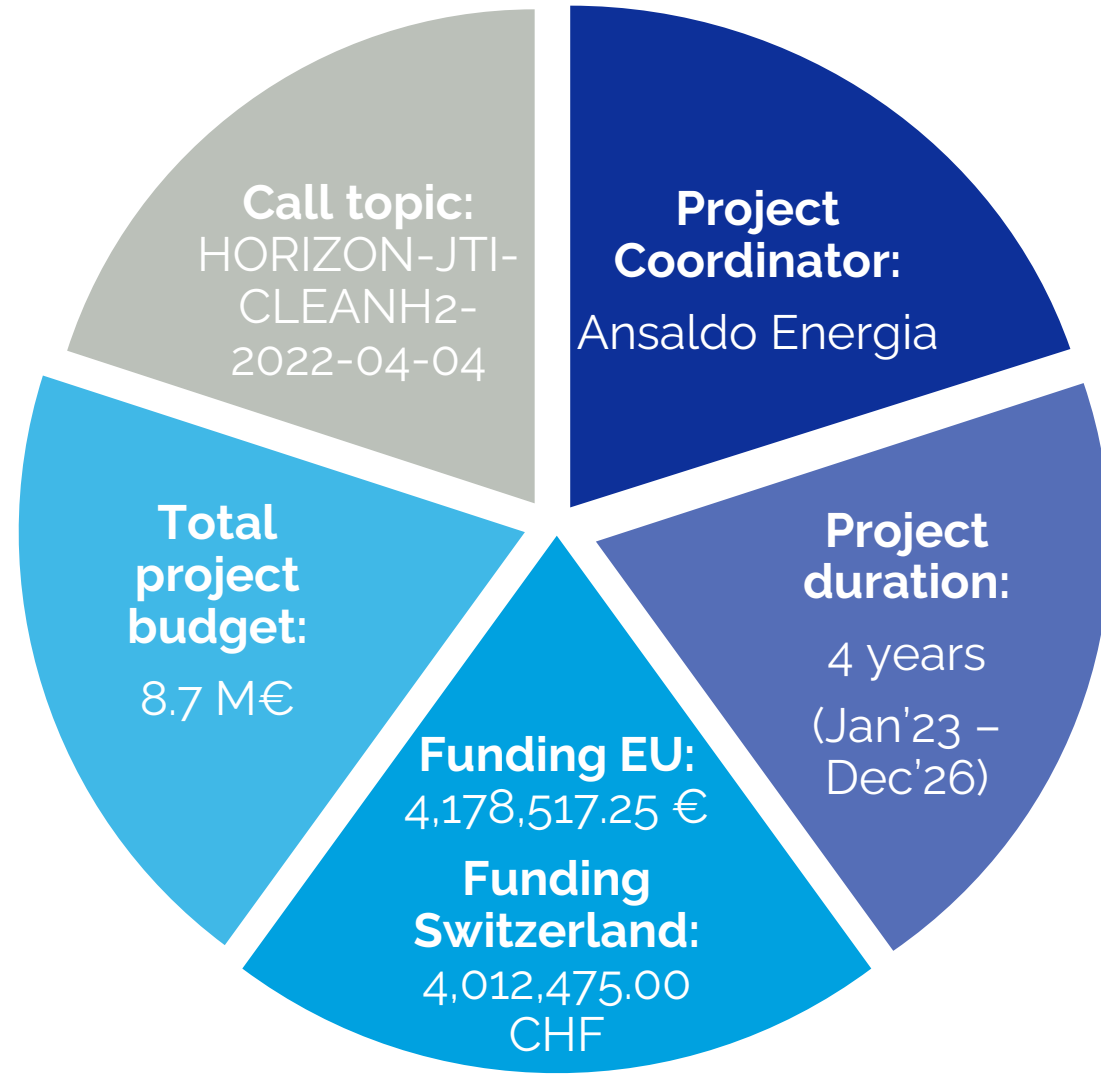 Call topic:
HORIZON-JTI-
CLEANH2-
2022-04-04
Project
Coordinator:
Ansaldo Energia
Total
project
budget:
8.7 M€
Project
duration:
4 years
(Jan’23 –
Dec’26)
Funding EU:
4,178,517.25 €
Funding
Switzerland:
4,012,475.00
CHF